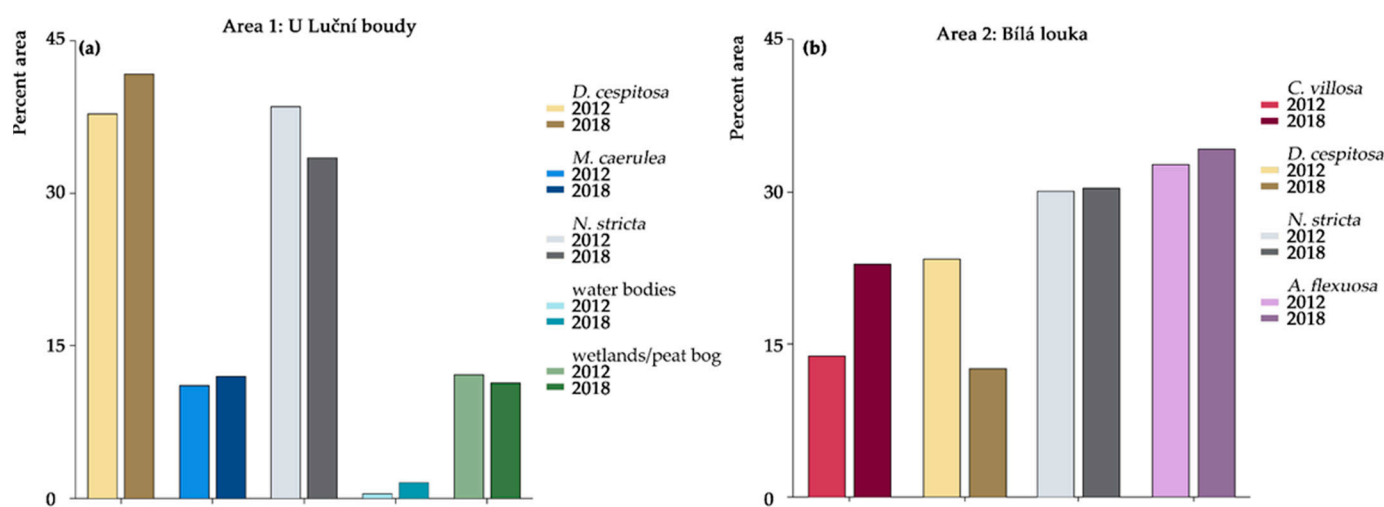 Area 1: U Luční boudy
(a)
Percent area
45
30
15
0
D. cespitosa
2012
2018
M. caerulea
2012
2018
N. stricta
2012
2018
water bodies
2012
2018
wetlands/peat bog
2012
2018
Area 2: Bílá louka
(b)
Percent area
45
30
15
0
C. villosa
2012
2018
D. cespitosa
2012
2018
N. stricta
2012
2018
A. flexuosa
2012
2018